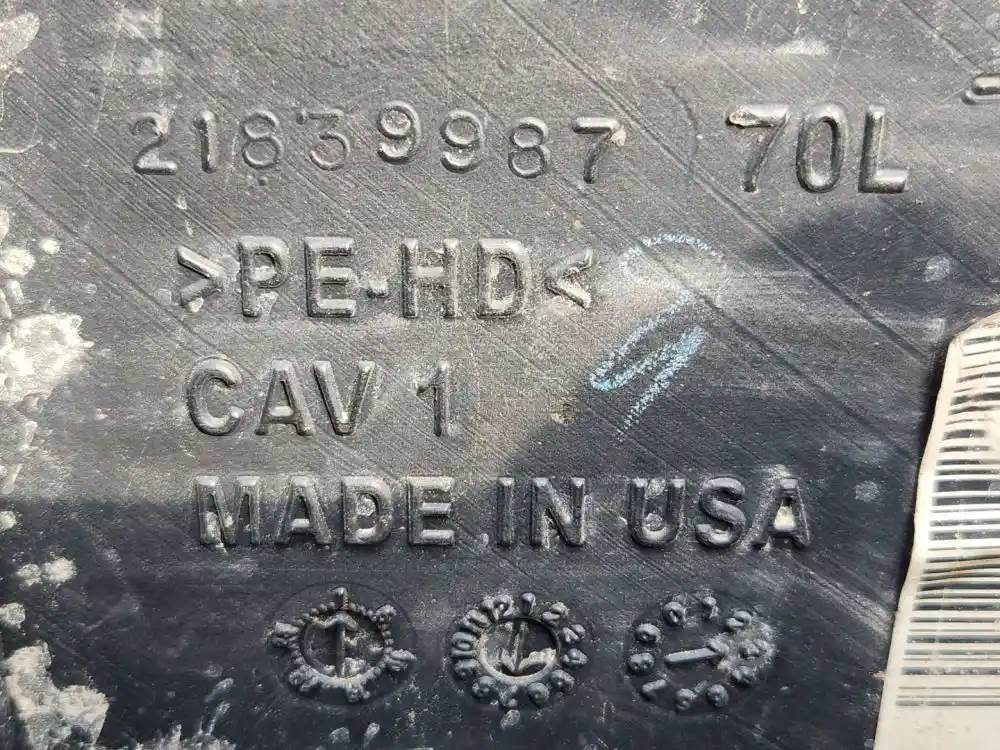 21839987 70L
>PE-HD<
CAV 1
MADE IN USA